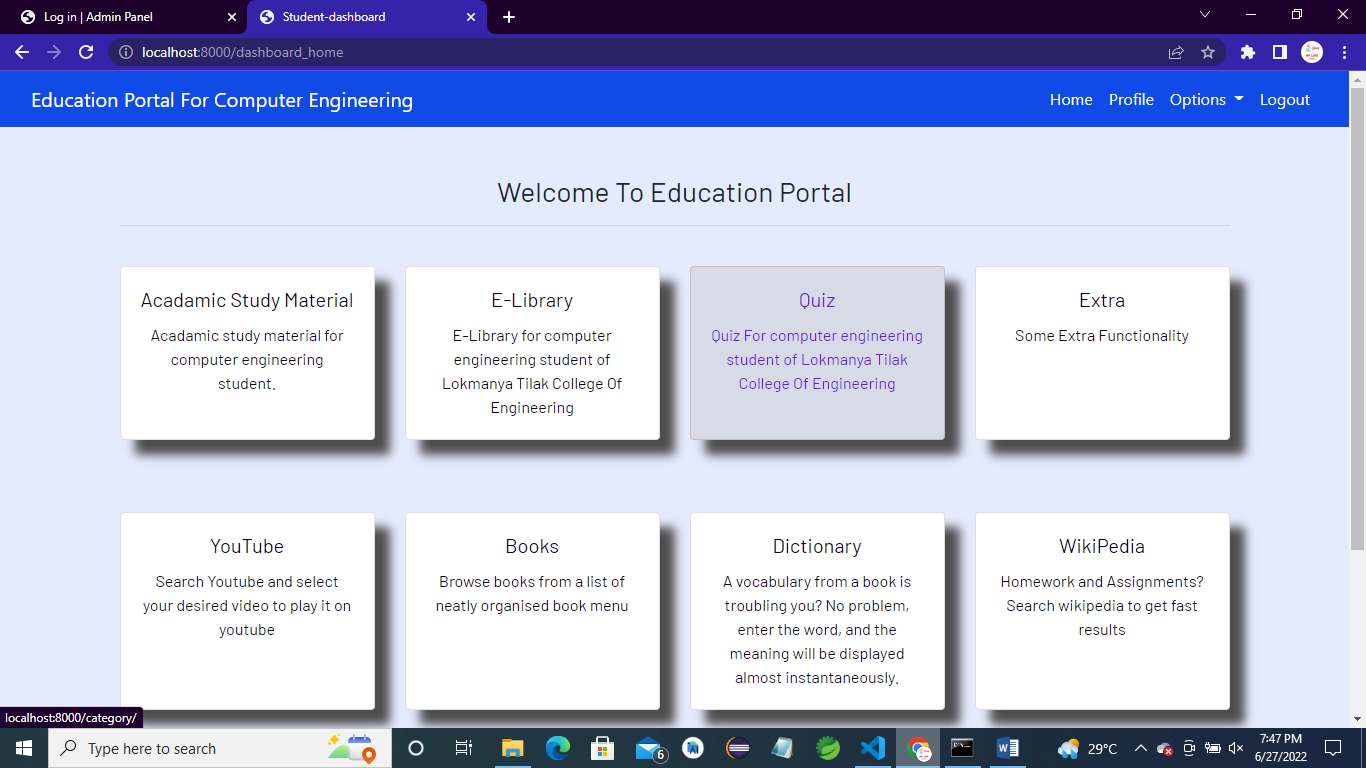 Log in | Admin Panel
Student-dashboard
localhost:8000/dashboard_home
Education Portal For Computer Engineering
Home
Profile
Options
Logout
Welcome To Education Portal
Acadamic Study Material
Acadamic study material for
computer engineering
student.
E-Library
E-Library for computer
engineering student of
Lokmanya Tilak College Of
Engineering
Quiz
Quiz For computer engineering
student of Lokmanya Tilak
College Of Engineering
Extra
Some Extra Functionality
YouTube
Search Youtube and select
your desired video to play it on
youtube
Books
Browse books from a list of
neatly organised book menu
Dictionary
A vocabulary from a book is
troubling you? No problem,
enter the word, and the
meaning will be displayed
almost instantaneously.
WikiPedia
Homework and Assignments?
Search wikipedia to get fast
results
localhost:8000/category/
Type here to search
6
29°C
7:47 PM
6/27/2022